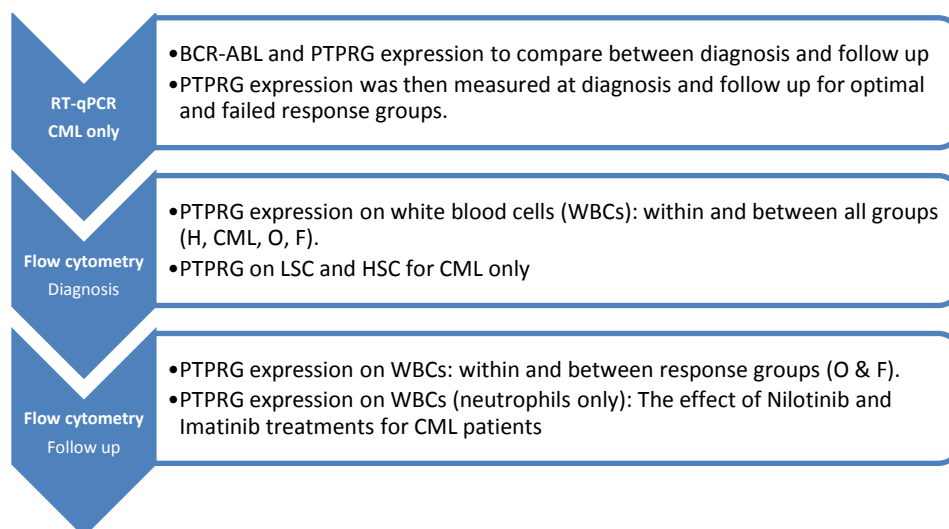 RT-qPCR
CML only
•BCR-ABL and PTPRG expression to compare between diagnosis and follow up
•PTPRG expression was then measured at diagnosis and follow up for optimal
and failed response groups.
Flow cytometry
Diagnosis
•PTPRG expression on white blood cells (WBCs): within and between all groups
(H, CML, O, F).
•PTPRG on LSC and HSC for CML only
Flow cytometry
Follow up
•PTPRG expression on WBCs: within and between response groups (O & F).
•PTPRG expression on WBCs (neutrophils only): The effect of Nilotinib and
Imatinib treatments for CML patients